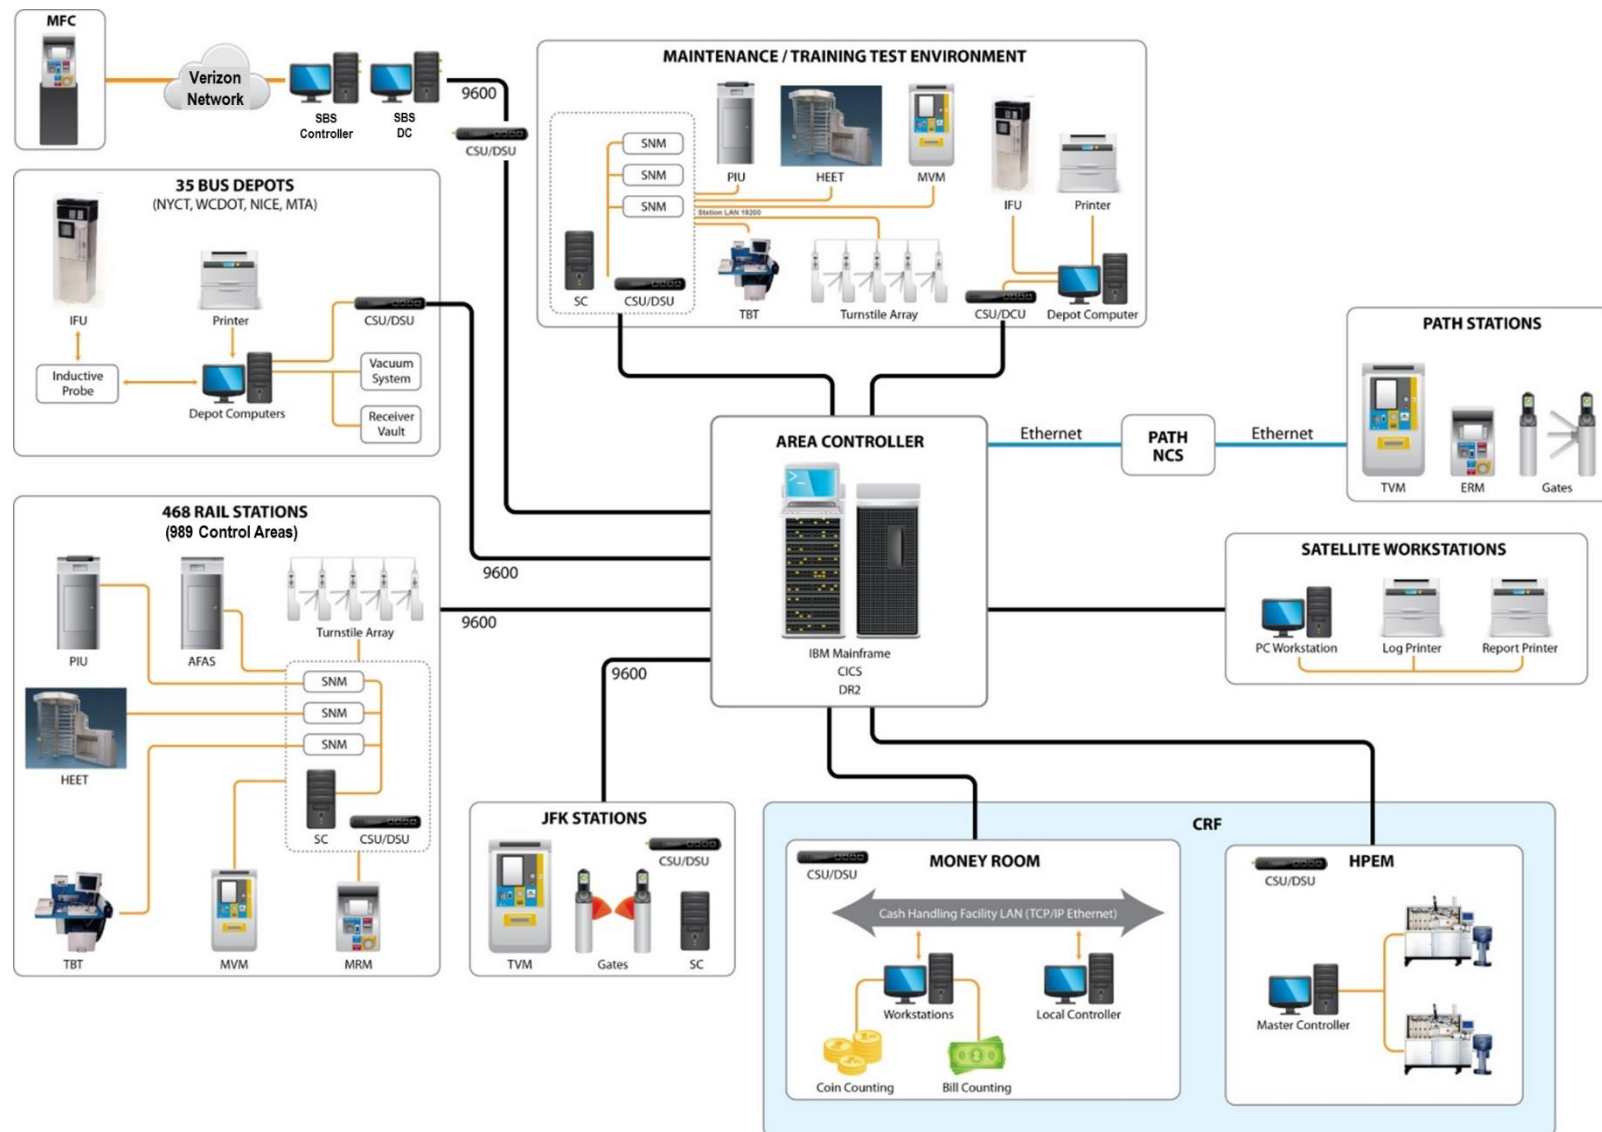 MFC
Verizon
Network
SBS
Controller
SBS
DC
9600
CSU/DSU
MAINTENANCE / TRAINING TEST ENVIRONMENT
SNM
SNM
SNM
PIU
HEET
MVM
IFU
Printer
Station LAN 19200
SC
CSU/DSU
TBT
Turnstile Array
CSU/DCU
Depot Computer
35 BUS DEPOTS
(NYCT, WCDOT, NICE, MTA)
IFU
Printer
CSU/DSU
Inductive
Probe
Depot Computers
Vacuum
System
Receiver
Vault
9600
PATH STATIONS
TVM
ERM
Gates
Ethernet
PATH
NCS
Ethernet
AREA CONTROLLER
>_
IBM Mainframe
CICS
DR2
468 RAIL STATIONS
(989 Control Areas)
PIU
AFAS
Turnstile Array
SNM
SNM
SNM
HEET
SC
CSU/DSU
TBT
MVM
MRM
9600
SATELLITE WORKSTATIONS
PC Workstation
Log Printer
Report Printer
9600
JFK STATIONS
CSU/DSU
TVM
Gates
SC
CRF
MONEY ROOM
CSU/DSU
Cash Handling Facility LAN (TCP/IP Ethernet)
Workstations
Local Controller
Coin Counting
Bill Counting
HPEM
CSU/DSU
Master Controller